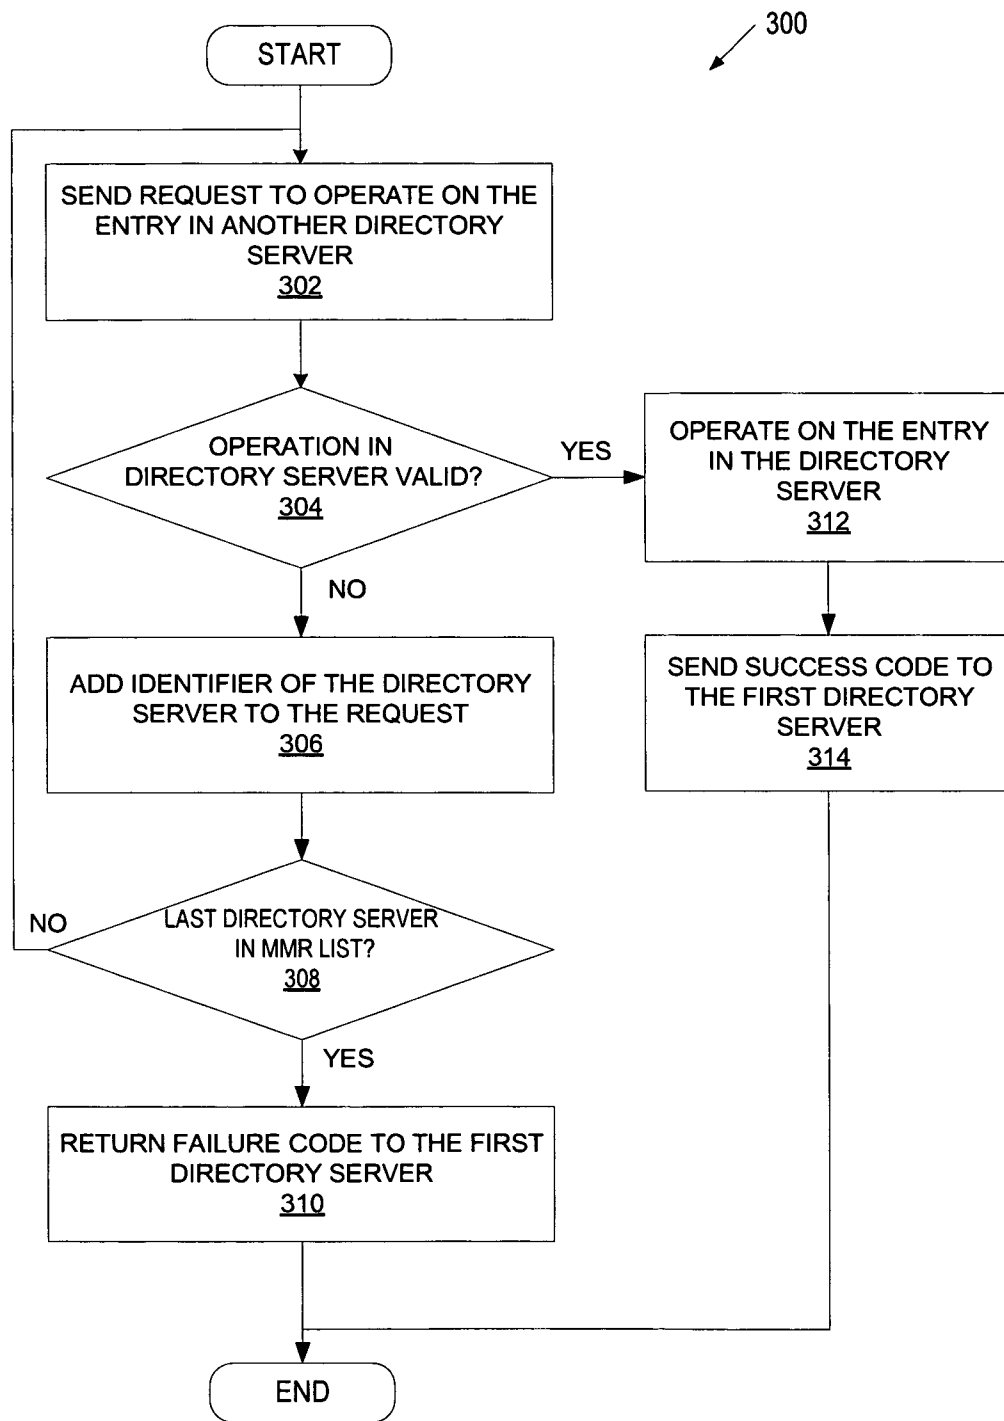 300
START
SEND REQUEST TO OPERATE ON THE
ENTRY IN ANOTHER DIRECTORY
SERVER
302
OPERATION IN
DIRECTORY SERVER VALID?
304
YES
OPERATE ON THE ENTRY
IN THE DIRECTORY
SERVER
312
NO
ADD IDENTIFIER OF THE DIRECTORY
SERVER TO THE REQUEST
306
SEND SUCCESS CODE TO
THE FIRST DIRECTORY
SERVER
314
NO
LAST DIRECTORY SERVER
IN MMR LIST?
308
YES
RETURN FAILURE CODE TO THE FIRST
DIRECTORY SERVER
310
END